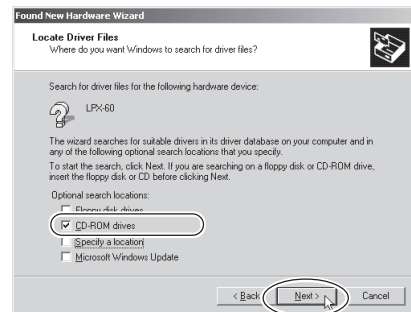 Found New Hardware Wizard
Locate Driver Files
Where do you want Windows to search for driver files?
Search for driver files for the following hardware device:
LPX-60
The wizard searches for suitable drivers in its driver database on your computer and in
any of the following optional search locations that you specify.
To start the search, click Next. If you are searching on a floppy disk or CD-ROM drive,
insert the floppy disk or CD before clicking Next.
Optional search locations:
Floppy disk drives
CD-ROM drives
Specify a location
Microsoft Windows Update
< Back
Next >
Cancel